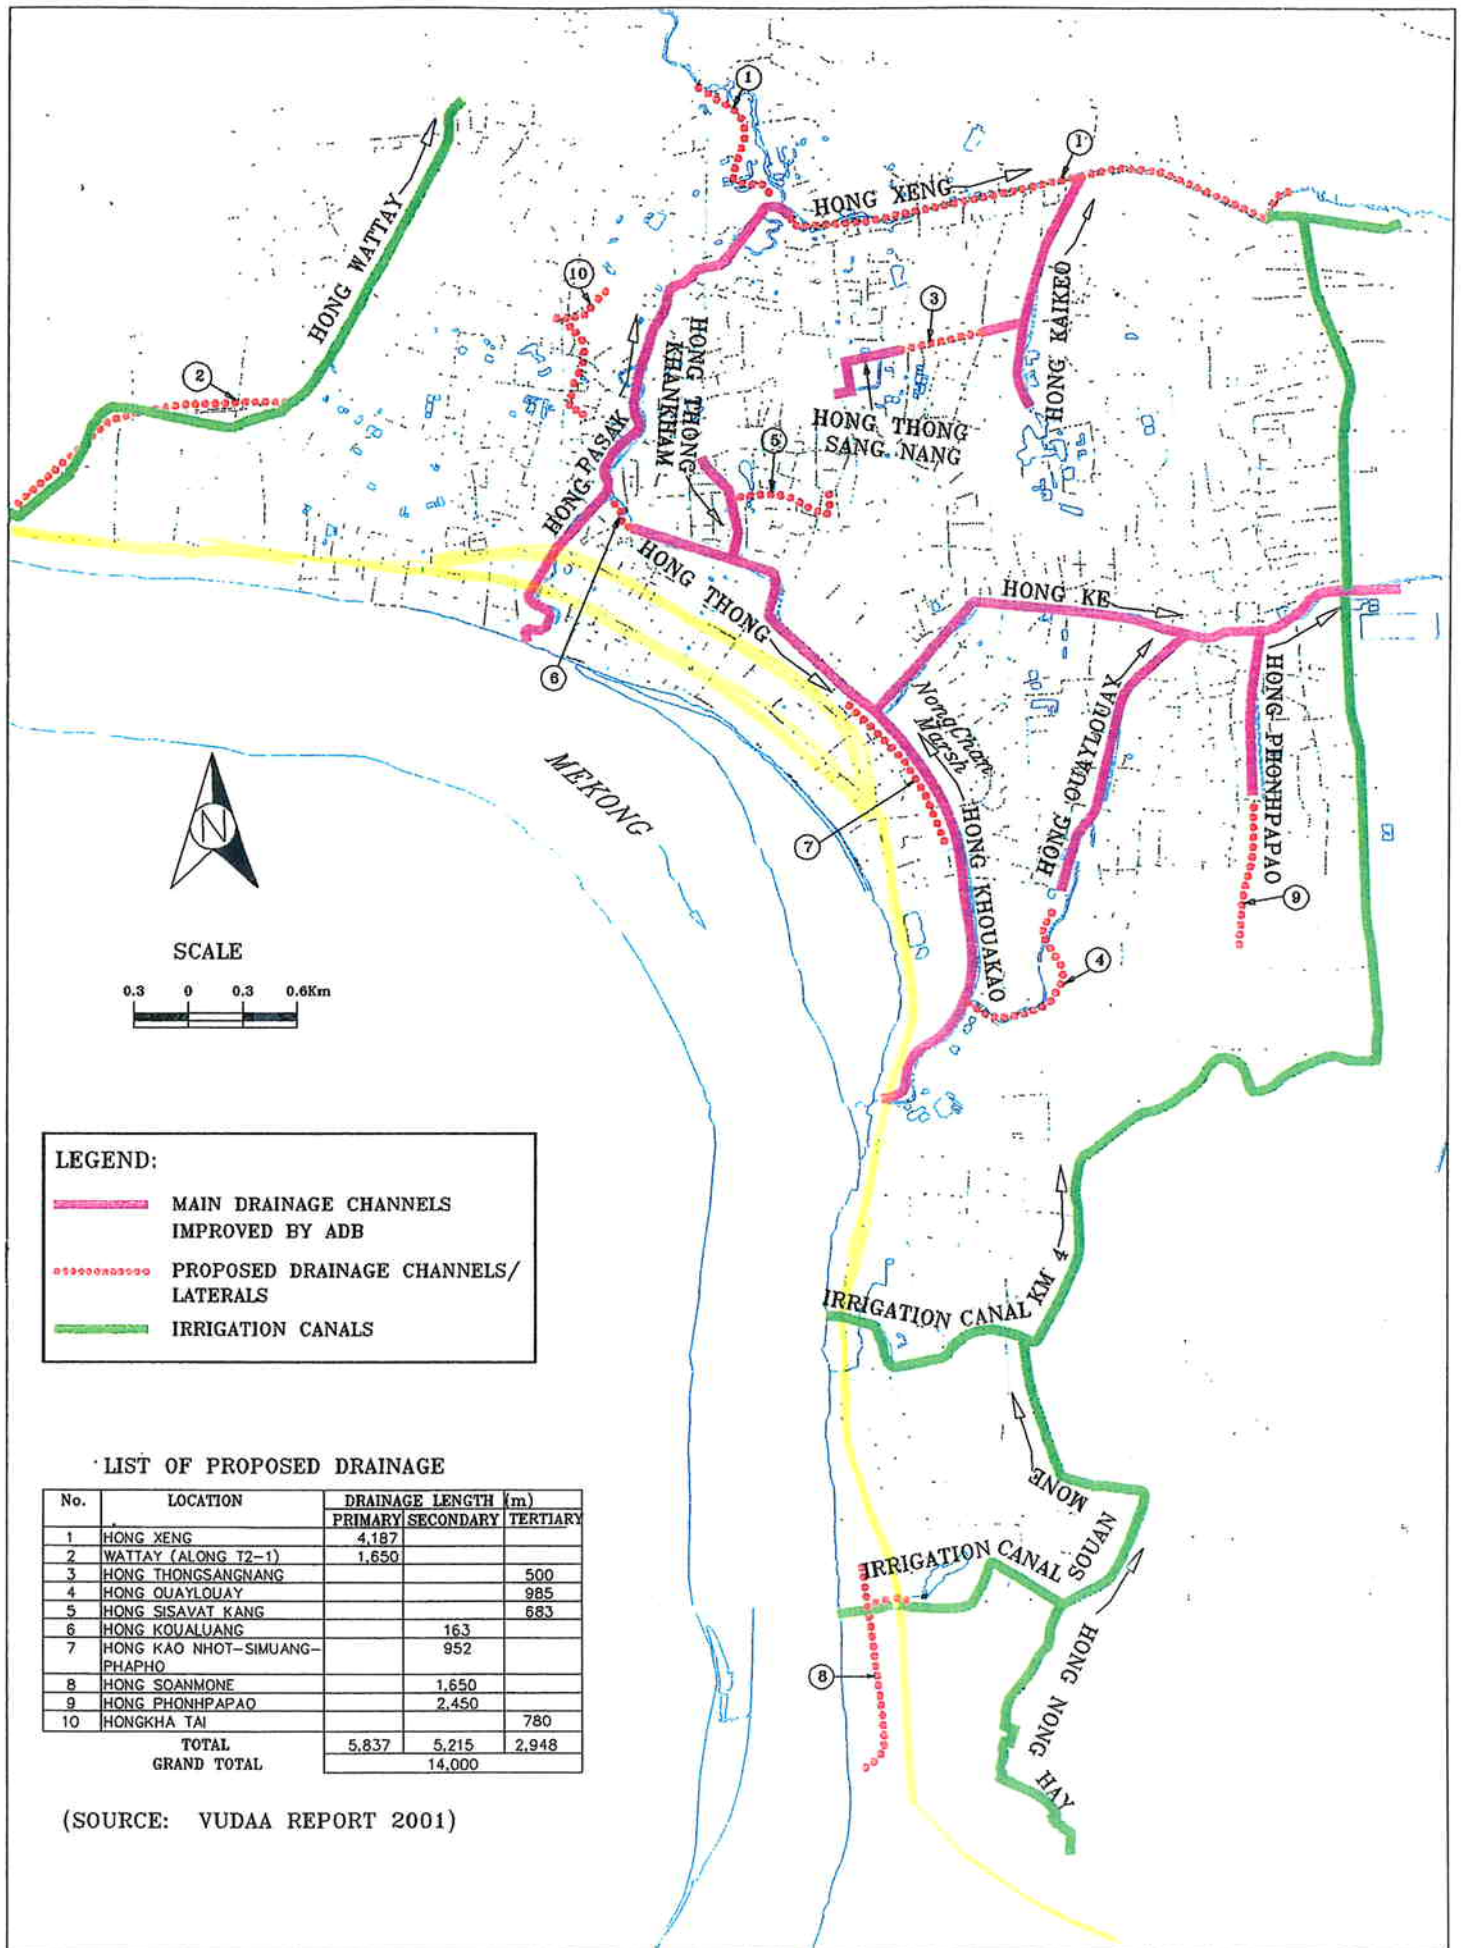 1
HONG XENG
1
HONG WATTAY
10
3
HONG KAIKEO
2
HONG THONG
KHANKHAM
HONG PASAK
5
HONG THONG
SANG NANG
HONG THONG
HONG KE
6
Nong Chan
Marsh
HONG OUAYLOUAY
HONG PHONHPAPAO
MEKONG
7
HONG KHOUAKAO
9
4
N
SCALE
0.3 0 0.3 0.6Km
LEGEND:
MAIN DRAINAGE CHANNELS
IMPROVED BY ADB
PROPOSED DRAINAGE CHANNELS/
LATERALS
IRRIGATION CANALS
IRRIGATION CANAL KM 4
IRRIGATION CANAL SOUAN MONE
8
HONG NONG YAH
LIST OF PROPOSED DRAINAGE
No. LOCATION DRAINAGE LENGTH (m)
PRIMARY SECONDARY TERTIARY
1 HONG XENG 4,187
2 WATTAY (ALONG T2-1) 1,650
3 HONG THONGSANGNANG 500
4 HONG OUAYLOUAY 985
5 HONG SISAVAT KANG 683
6 HONG KOUALUANG 163
7 HONG KAO NHOT-SIMUANG- 952
PHAPHO
8 HONG SOANMONE 1,650
9 HONG PHONHPAPAO 2,450
10 HONGKHA TAI 780
TOTAL 5,837 5,215 2,948
GRAND TOTAL 14,000
(SOURCE: VUDAA REPORT 2001)